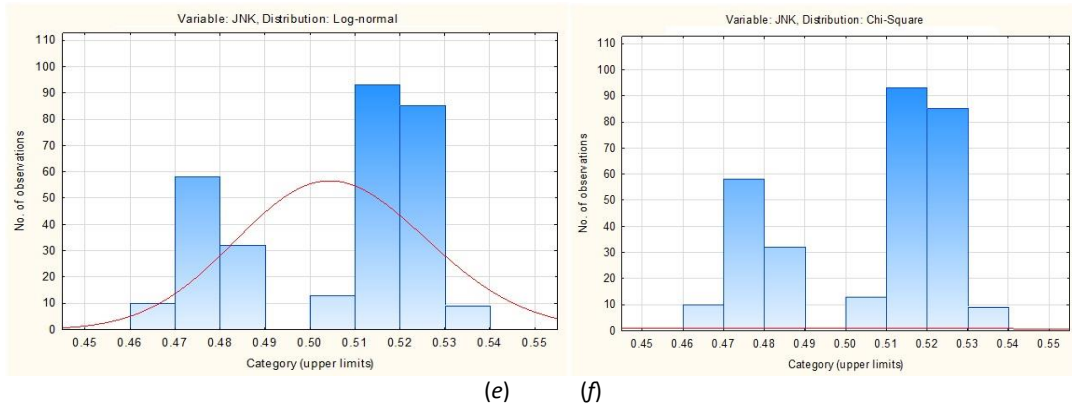 Variable: JNK, Distribution: Log-normal
110
100
90
80
70
60
50
40
30
20
10
0
No. of observations
0.45 0.46 0.47 0.48 0.49 0.50 0.51 0.52 0.53 0.54 0.55
Category (upper limits)
Variable: JNK, Distribution: Chi-Square
110
100
90
80
70
60
50
40
30
20
10
0
No. of observations
0.45 0.46 0.47 0.48 0.49 0.50 0.51 0.52 0.53 0.54 0.55
Category (upper limits)
(e) (f)